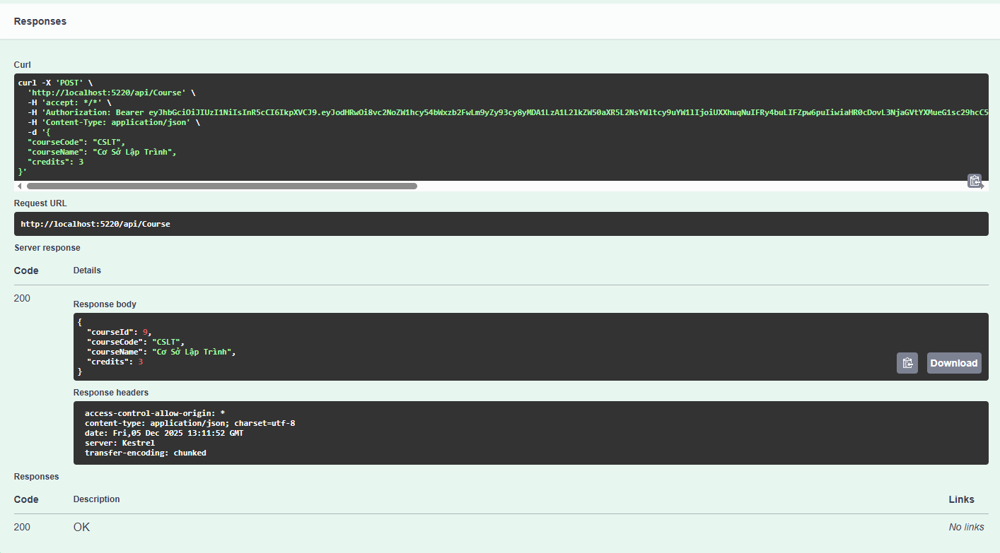 Responses
Curl
curl -X 'POST' \
'http://localhost:5220/api/Course' \
-H 'accept: */*' \
-H 'Authorization: Bearer
-H 'Content-Type: application/json' \
-d '{
"courseCode": "CSLT",
"courseName": "Cơ Sở Lập Trình",
"credits": 3
}'
Request URL
http://localhost:5220/api/Course
Server response
Code Details
200
Response body
{
"courseId": 9,
"courseCode": "CSLT",
"courseName": "Cơ Sở Lập Trình",
"credits": 3
}
Download
Response headers
access-control-allow-origin: *
content-type: application/json; charset=utf-8
date: Fri,05 Dec 2025 13:11:52 GMT
server: Kestrel
transfer-encoding: chunked
Responses
Code Description Links
200 OK No links